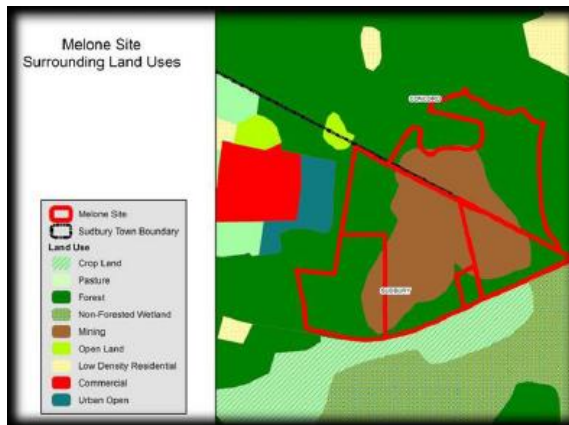 Melone Site
Surrounding Land Uses
CONCORD
SUDBURY
Melone Site
Sudbury Town Boundary
Land Use
Crop Land
Pasture
Forest
Non-Forested Wetland
Mining
Open Land
Low Density Residential
Commercial
Urban Open